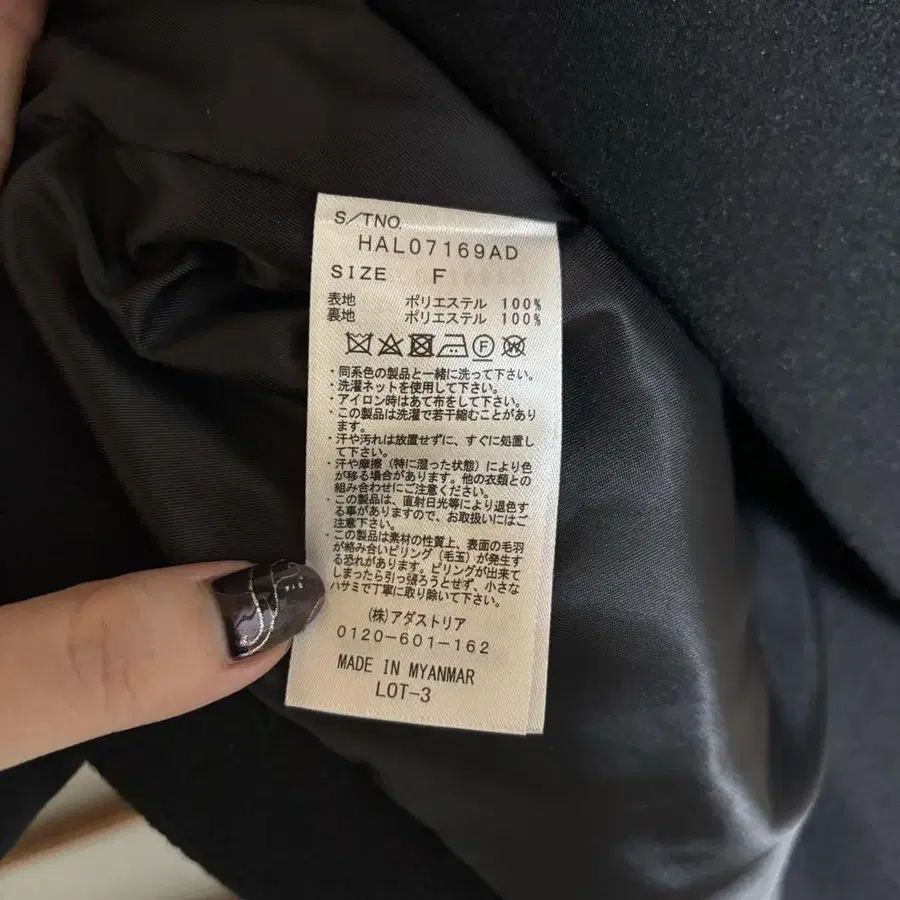 S/TNO.
HAL07169AD
SIZE F
表地 ポリエステル 100%
裏地 ポリエステル 100%
・同系色の製品と一緒に洗って下さい。
・洗濯ネットを使用して下さい。
・アイロン時はあて布をして下さい。
・この製品は洗濯で若干縮むことがあり
ます。
・汗や汚れは放置せずに、すぐに処置し
て下さい。
・汗や摩擦（特に湿った状態）により色
が移る場合があります。他の衣類との
組み合わせにご注意ください。
・この製品は、直射日光等により退色す
る事がありますので、お取扱いにはご
注意下さい。
・この製品は素材の性質上、表面の毛羽
が絡み合いピリング（毛玉）が発生す
る恐れがあります。ピリングが出来て
しまったら引っ張ろうとせず、小さな
ハサミで丁寧に取り除いて下さい。
(株)アダストリア
0120-601-162
MADE IN MYANMAR
LOT-3